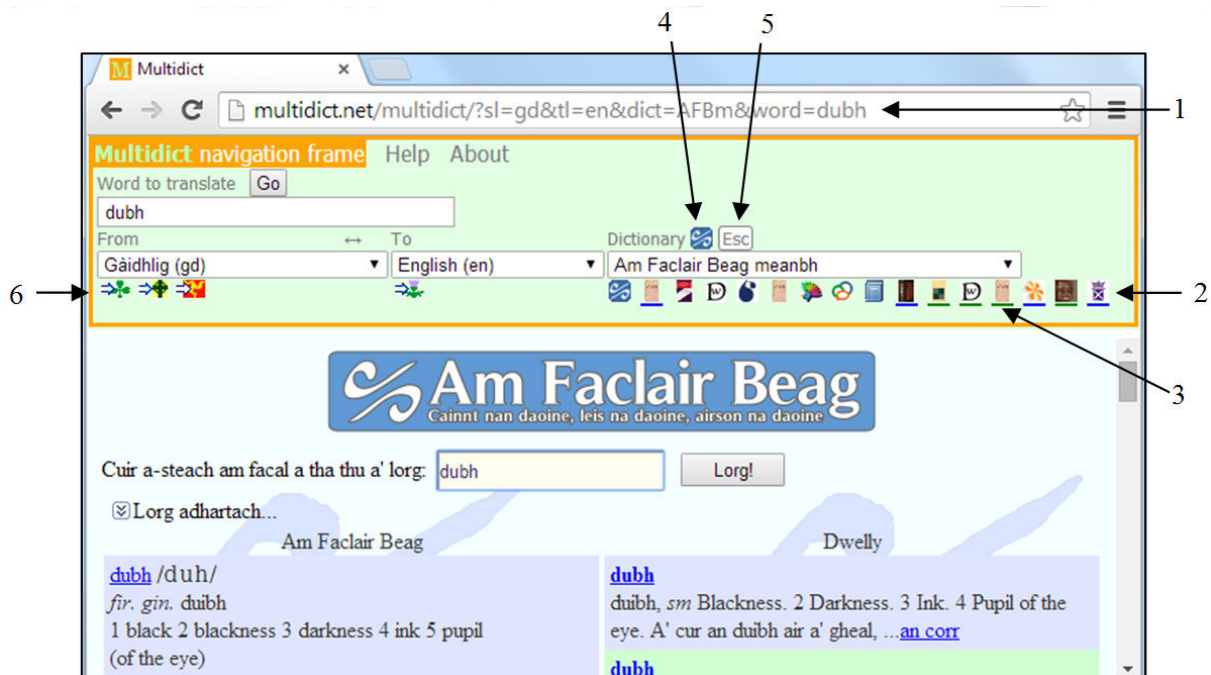 4 5
M Multidict ×
multidict.net/multidict/?sl=gd&tl=en&dict=AFBm&word=dubh
1
Multidict navigation frame Help About
Word to translate Go
dubh
From ↔ To Dictionary Esc
Gàidhlig (gd) English (en) Am Faclair Beag meanbh
6
2
3
Am Faclair Beag
Cainnt nan daoine, leis na daoine, airson na daoine
Cuir a-steach am facal a tha thu a' lorg: dubh Lorg!
Lorg adhartach...
Am Faclair Beag
dubh /duh/
fir. gin. duibh
1 black 2 blackness 3 darkness 4 ink 5 pupil
(of the eye)
Dwelly
dubh
duibh, sm Blackness. 2 Darkness. 3 Ink. 4 Pupil of the
eye. A' cur an duibh air a' gheal, ...an corr
dubh